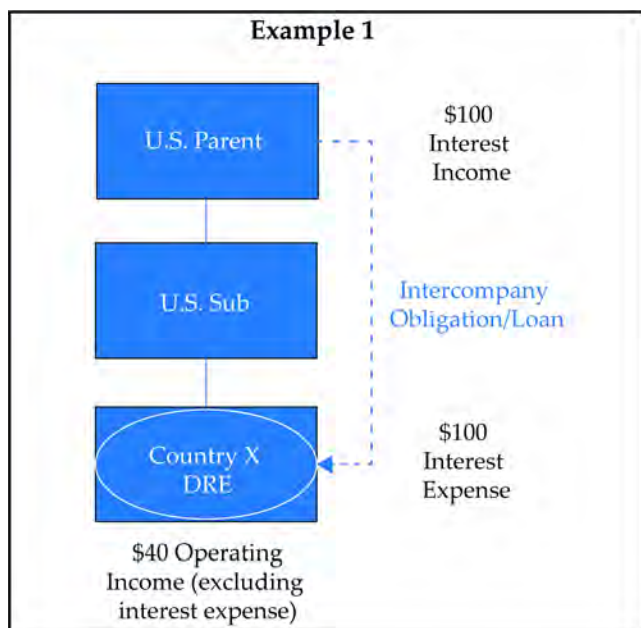 Example 1
U.S. Parent
$100
Interest
Income
U.S. Sub
Intercompany
Obligation/Loan
Country X
DRE
$100
Interest
Expense
$40 Operating
Income (excluding
interest expense)